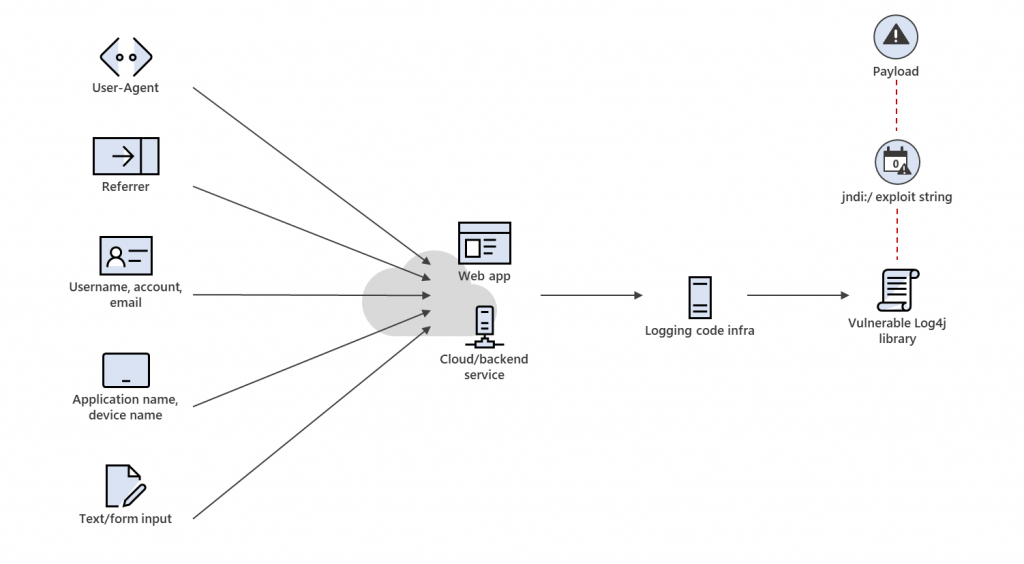 User-Agent
Referrer
Username, account,
email
Application name,
device name
Text/form input
Web app
Cloud/backend
service
Logging code infra
Payload
0
jndi:/ exploit string
Vulnerable Log4j
library